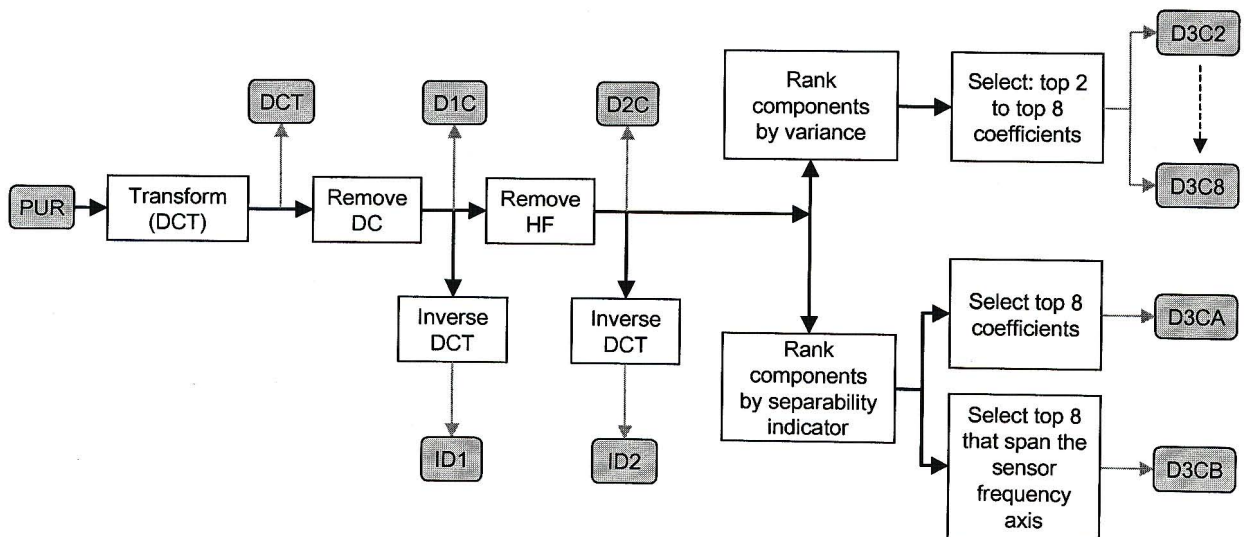 PUR
Transform
(DCT)
DCT
Remove
DC
D1C
Inverse
DCT
ID1
Remove
HF
D2C
Inverse
DCT
ID2
Rank
components
by variance
Select: top 2
to top 8
coefficients
D3C2
D3C8
Rank
components
by separability
indicator
Select top 8
coefficients
D3CA
Select top 8
that span the
sensor
frequency
axis
D3CB